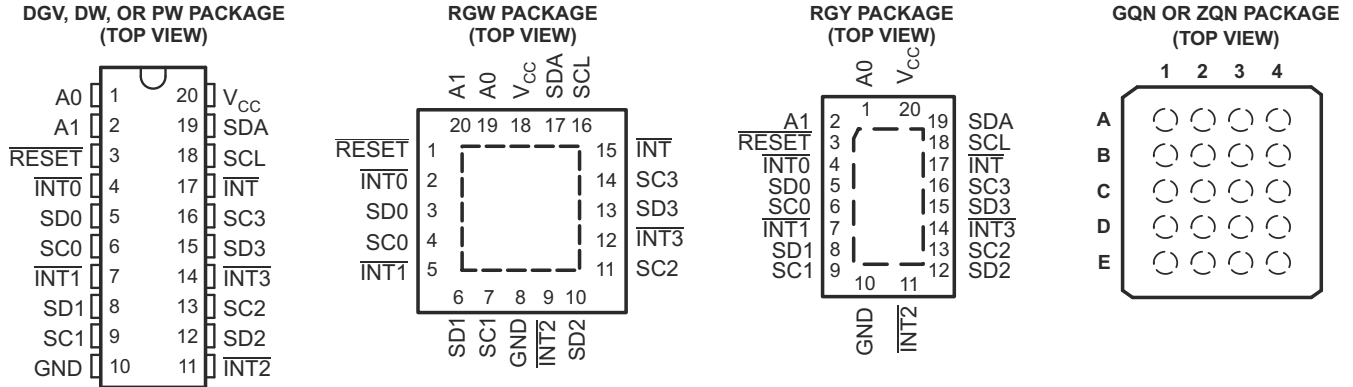 DGV, DW, OR PW PACKAGE
(TOP VIEW)
A0 1 20 VCC
A1 2 19 SDA
RESET 3 18 SCL
INT0 4 17 INT
SD0 5 16 SC3
SC0 6 15 SD3
INT1 7 14 INT3
SD1 8 13 SC2
SC1 9 12 SD2
GND 10 11 INT2
RGW PACKAGE
(TOP VIEW)
A1 A0 VCC SDA SCL
20 19 18 17 16
RESET 1 15 INT
INT0 2 14 SC3
SD0 3 13 SD3
SC0 4 12 INT3
INT1 5 11 SC2
6 7 8 9 10
SD1 SC1 GND INT2 SD2
RGY PACKAGE
(TOP VIEW)
A0 VCC
1 20
A1 2 19 SDA
RESET 3 18 SCL
INT0 4 17 INT
SD0 5 16 SC3
SC0 6 15 SD3
INT1 7 14 INT3
SD1 8 13 SC2
SC1 9 12 SD2
10 11
GND INT2
GQN OR ZQN PACKAGE
(TOP VIEW)
1 2 3 4
A
B
C
D
E